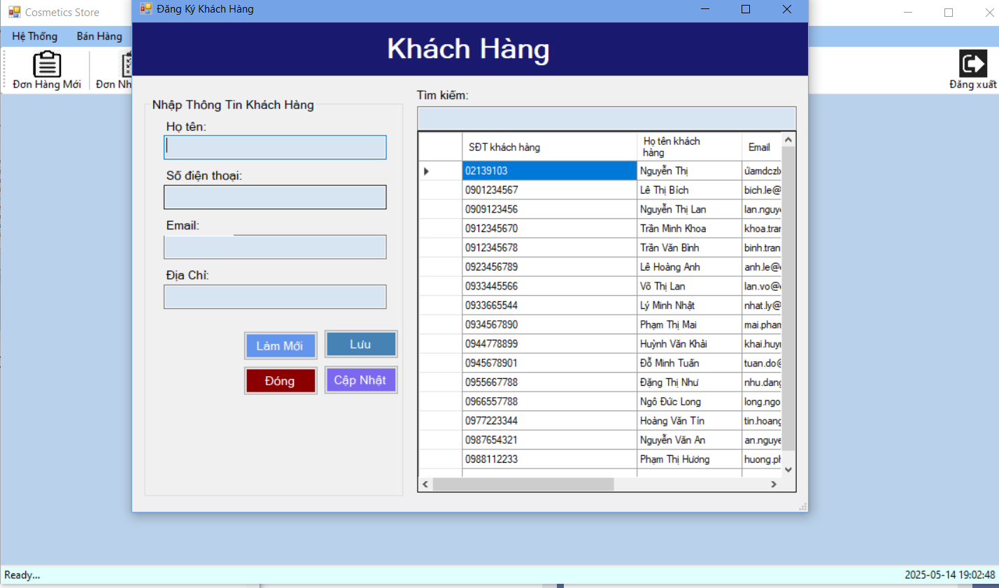 Cosmetics Store
Đăng Ký Khách Hàng
Hệ Thống Bán Hàng
Khách Hàng
Đơn Hàng Mới
Đơn Nh
Đăng xuất
Nhập Thông Tin Khách Hàng
Họ tên:
Số điện thoại:
Email:
Địa Chỉ:
Làm Mới
Lưu
Đóng
Cập Nhật
Tìm kiếm:
SĐT khách hàng Họ tên khách hàng Email
02139103 Nguyễn Thị ứamdczlx
0901234567 Lê Thị Bích bich.le@
0909123456 Nguyễn Thị Lan lan.nguye
0912345670 Trần Minh Khoa khoa.tran
0912345678 Trần Văn Bình binh.tran
0923456789 Lê Hoàng Anh anh.le@
0933445566 Võ Thị Lan lan.vo@
0933665544 Lý Minh Nhật nhat.ly@
0934567890 Phạm Thị Mai mai.pham
0944778899 Huỳnh Văn Khải khai.huyn
0945678901 Đỗ Minh Tuấn tuan.do@
0955667788 Đặng Thị Như nhu.dang
0966557788 Ngô Đức Long long.ngo
0977223344 Hoàng Văn Tín tin.hoang
0987654321 Nguyễn Văn An an.nguye
0988112233 Phạm Thị Hương huong.ph
Ready...
2025-05-14 19:02:48